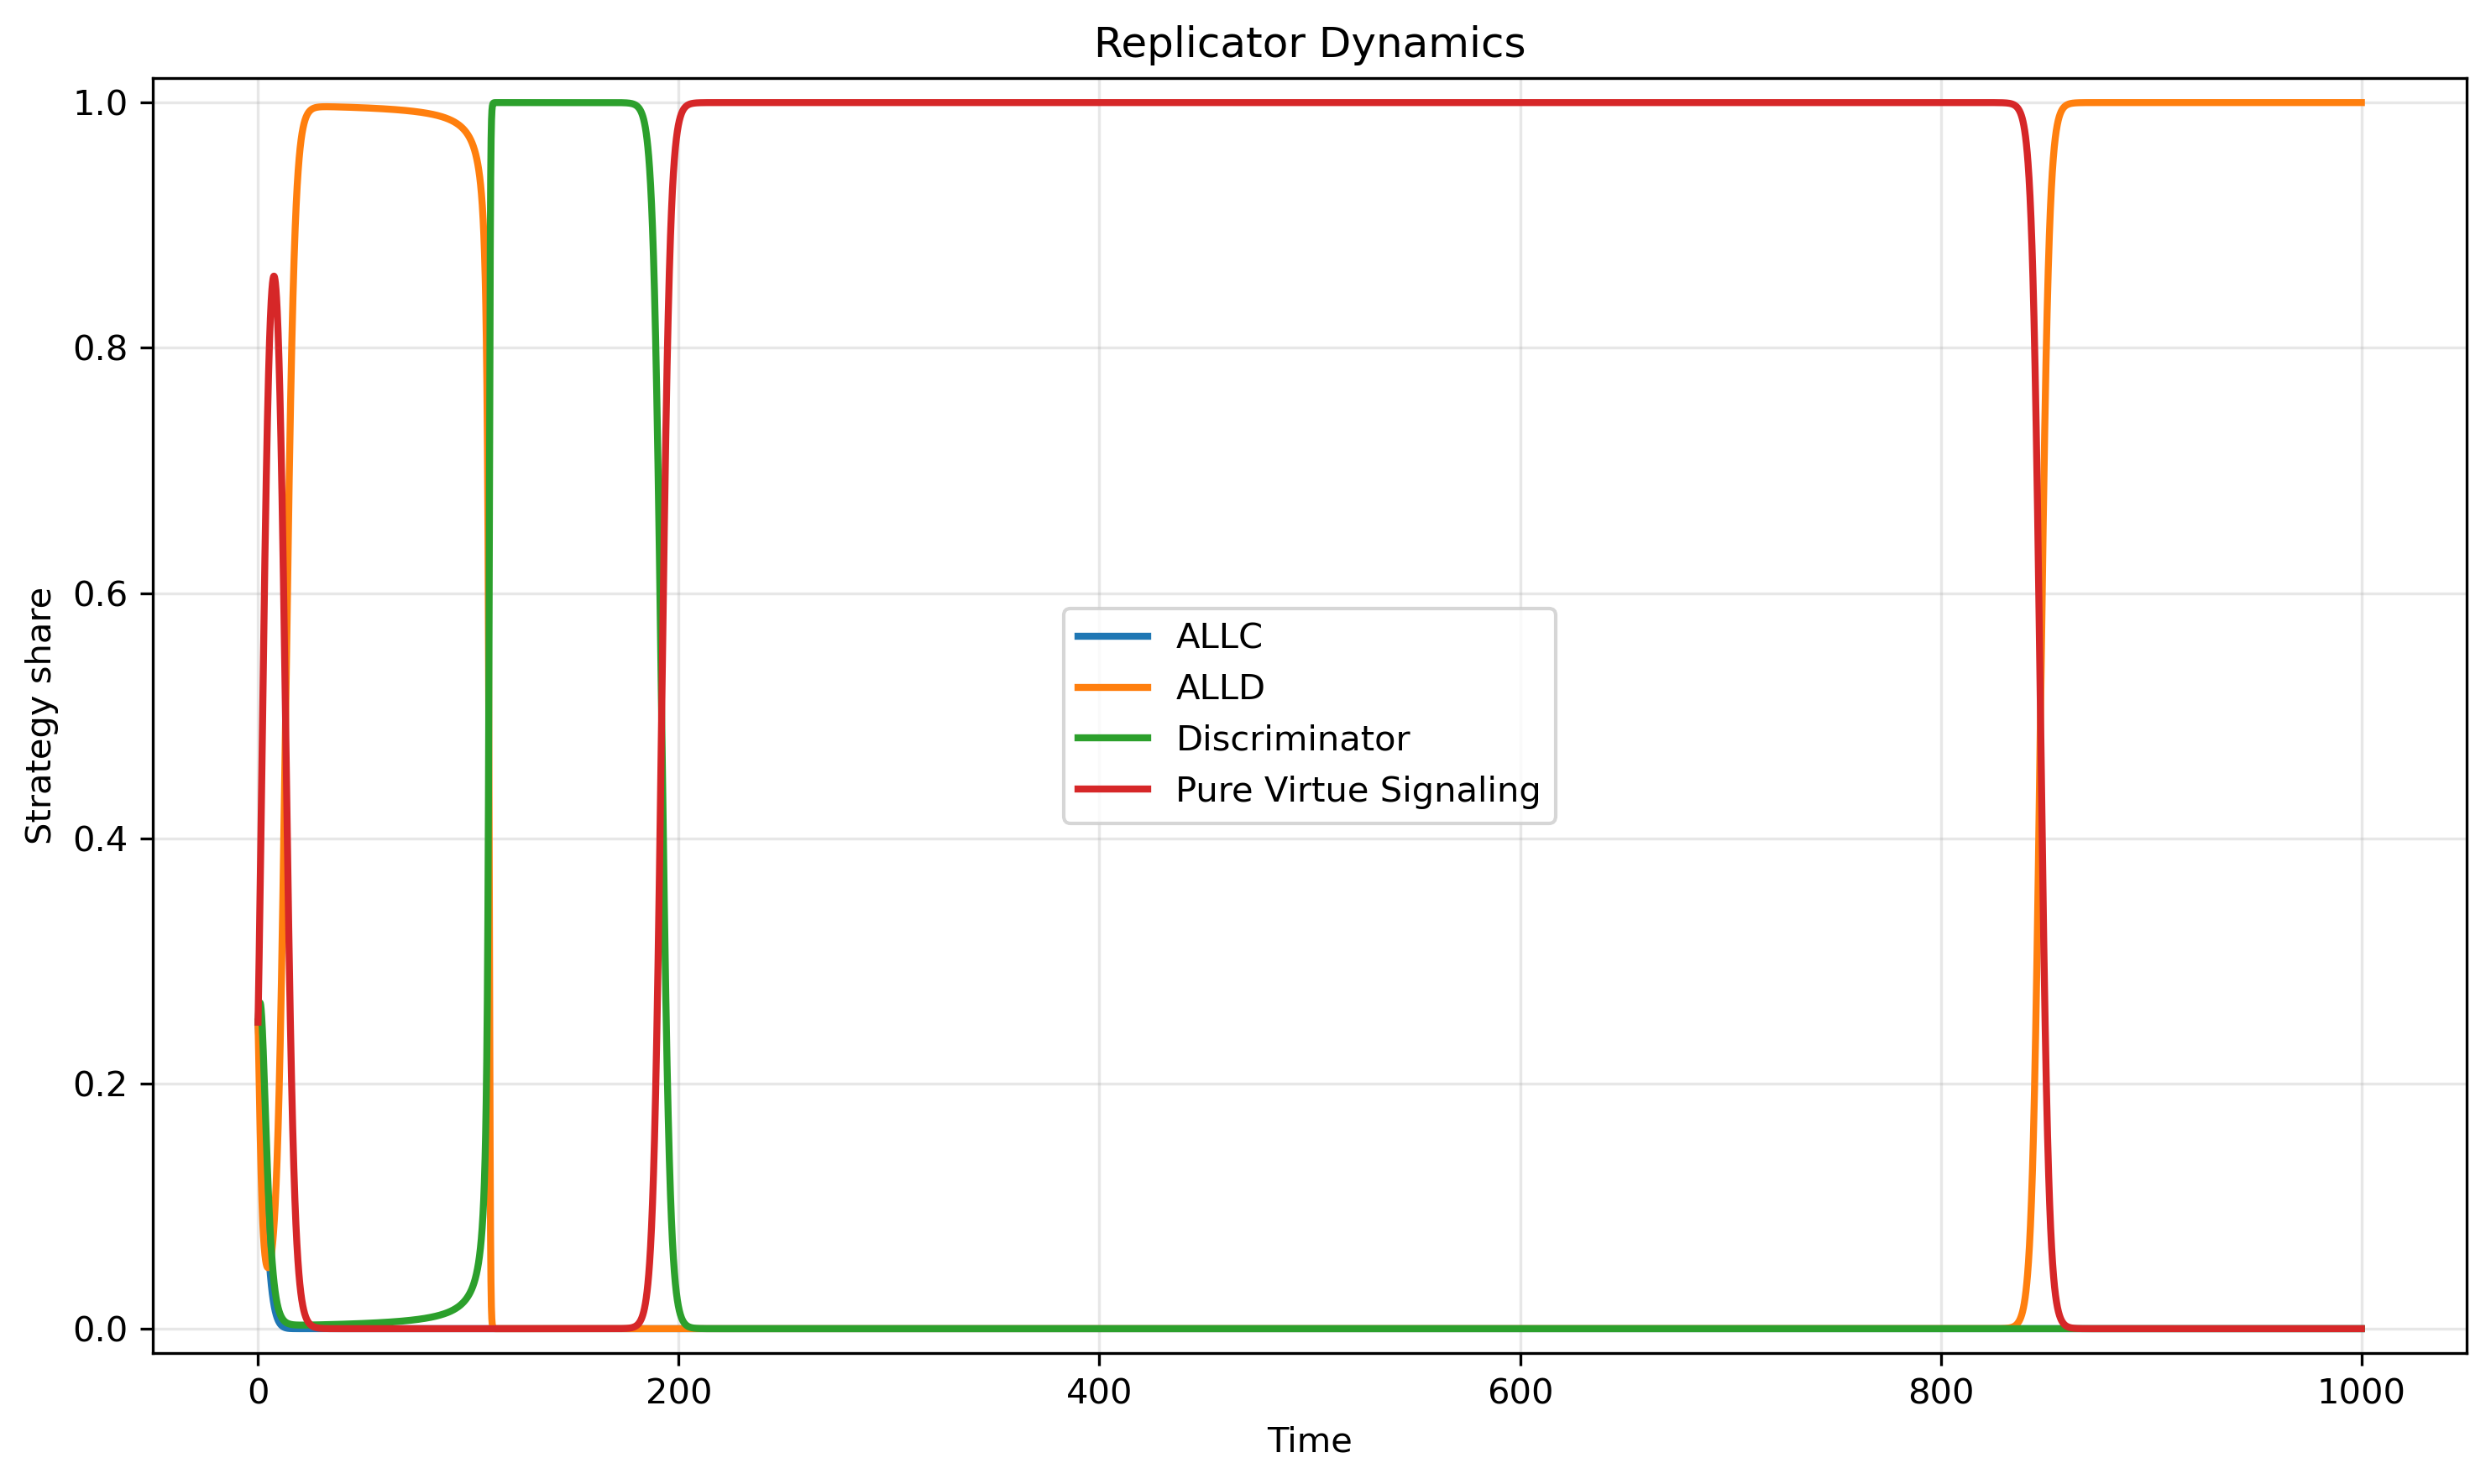 Replicator Dynamics
Strategy share
1.0
0.8
0.6
0.4
0.2
0.0
ALLC
ALLD
Discriminator
Pure Virtue Signaling
0 200 400 600 800 1000
Time